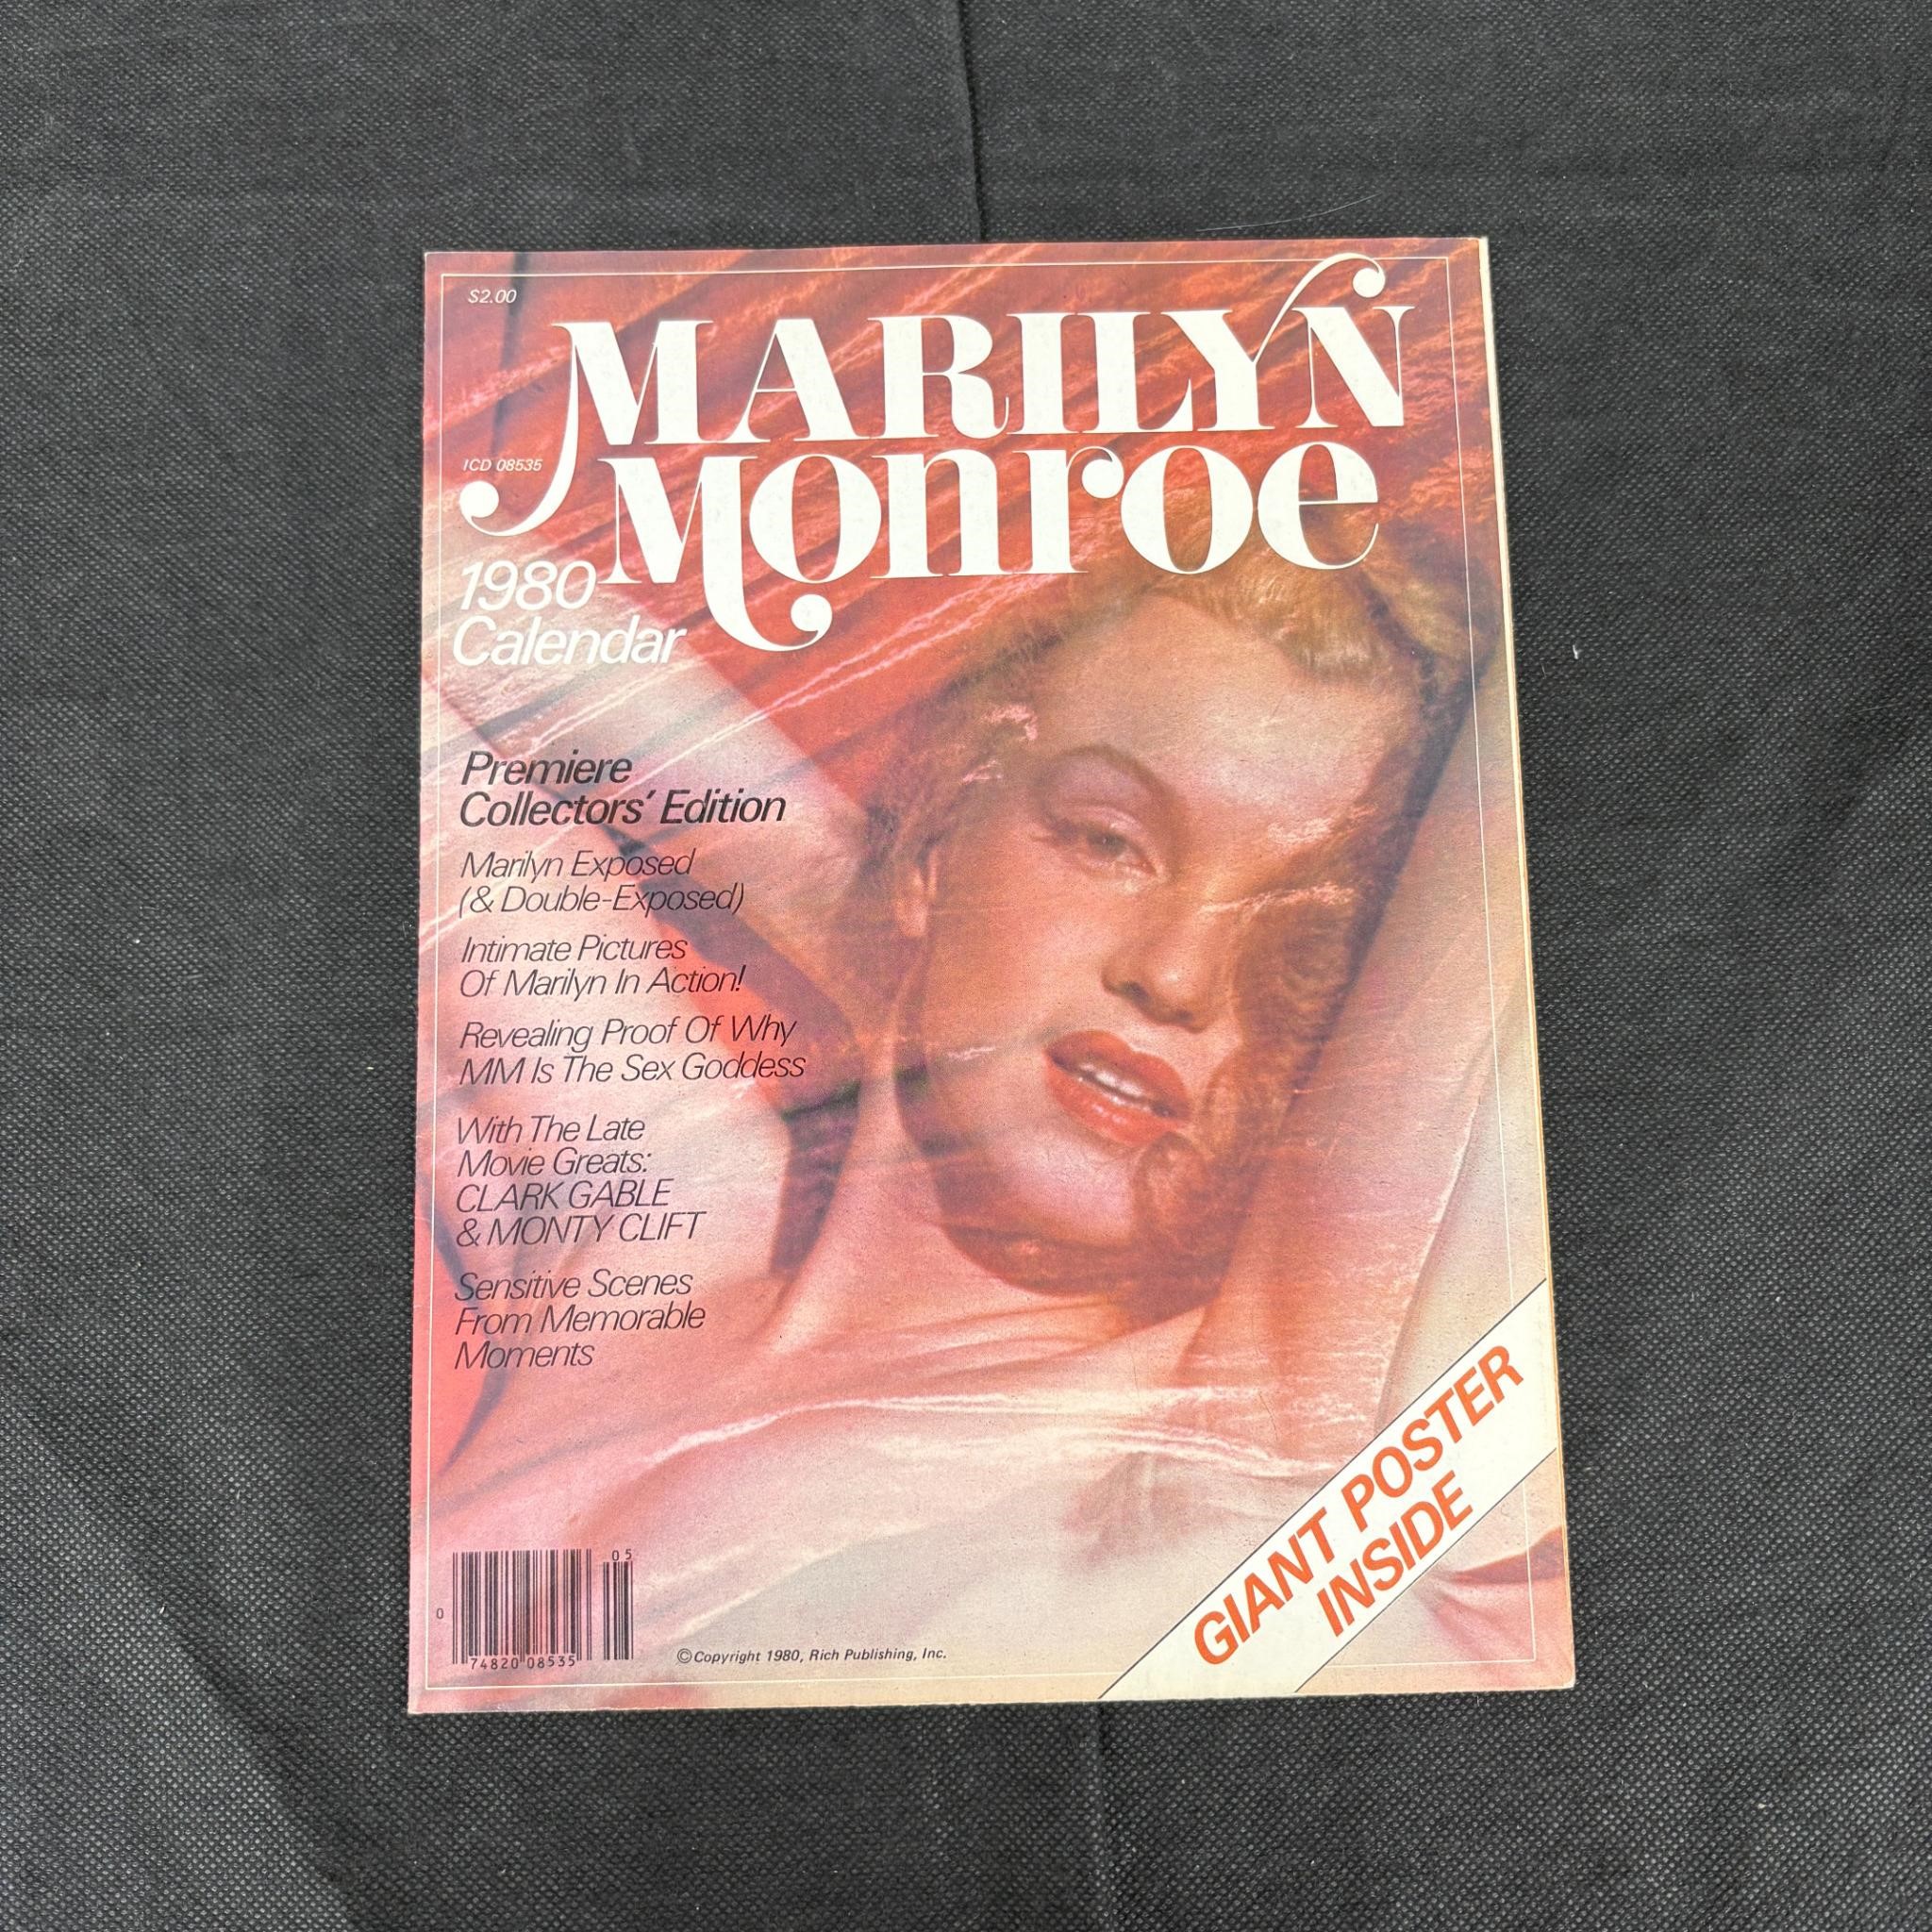 $2.00
MARILYN
ICD 08535
Monroe
1980
Calendar
Premiere
Collectors' Edition
Marilyn Exposed
(& Double-Exposed)
Intimate Pictures
Of Marilyn In Action!
Revealing Proof Of Why
MM Is The Sex Goddess
With The Late
Movie Greats:
CLARK GABLE
& MONTY CLIFT
Sensitive Scenes
From Memorable
Moments
GIANT POSTER
INSIDE
05
0
74820 08535
©Copyright 1980, Rich Publishing, Inc.